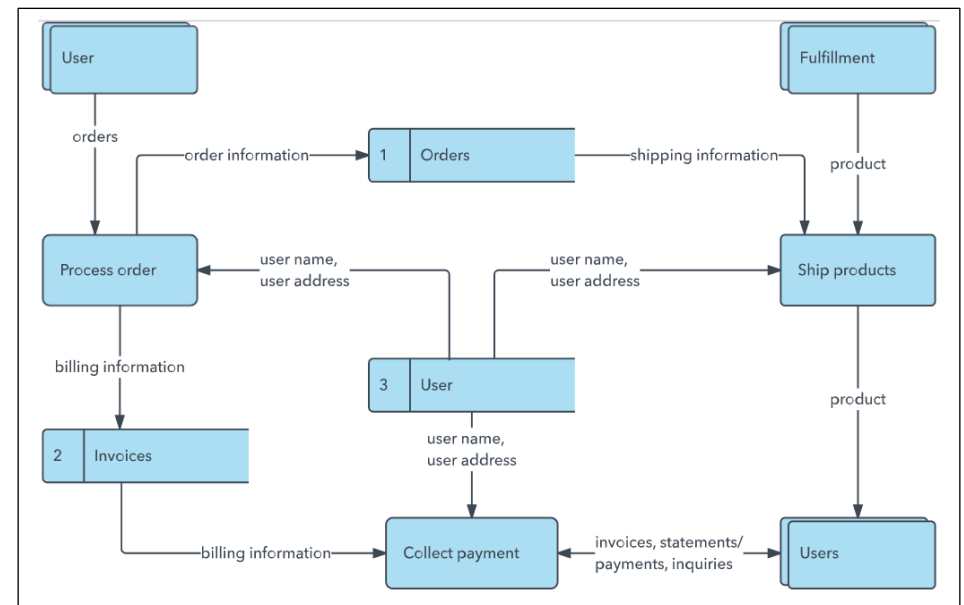 User
Fulfillment
orders
order information
1 Orders
shipping information
product
Process order
user name,
user address
user name,
user address
Ship products
billing information
3 User
product
user name,
user address
2 Invoices
billing information
Collect payment
invoices, statements/
payments, inquiries
Users